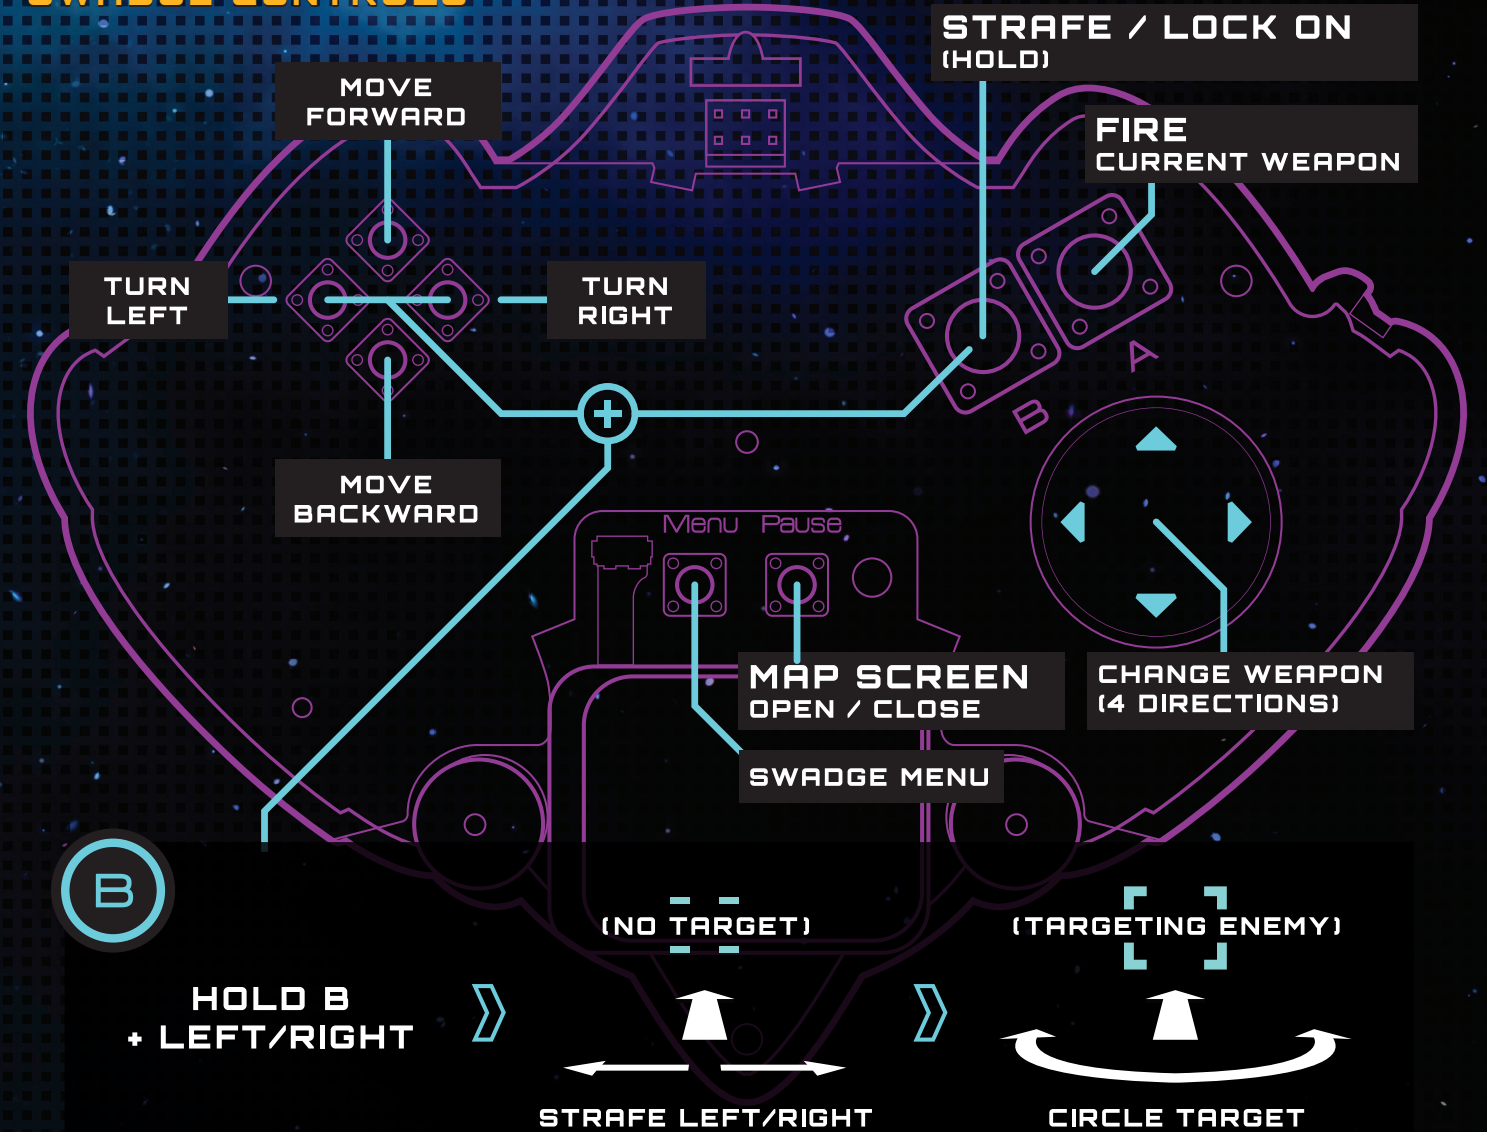 SWADGE CONTROLS
STRAFE / LOCK ON
(HOLD)
MOVE
FORWARD
FIRE
CURRENT WEAPON
TURN
LEFT
TURN
RIGHT
A
B
MOVE
BACKWARD
Menu Pause
MAP SCREEN
OPEN / CLOSE
CHANGE WEAPON
(4 DIRECTIONS)
SWADGE MENU
B
HOLD B
+ LEFT/RIGHT
(NO TARGET)
STRAFE LEFT/RIGHT
(TARGETING ENEMY)
CIRCLE TARGET